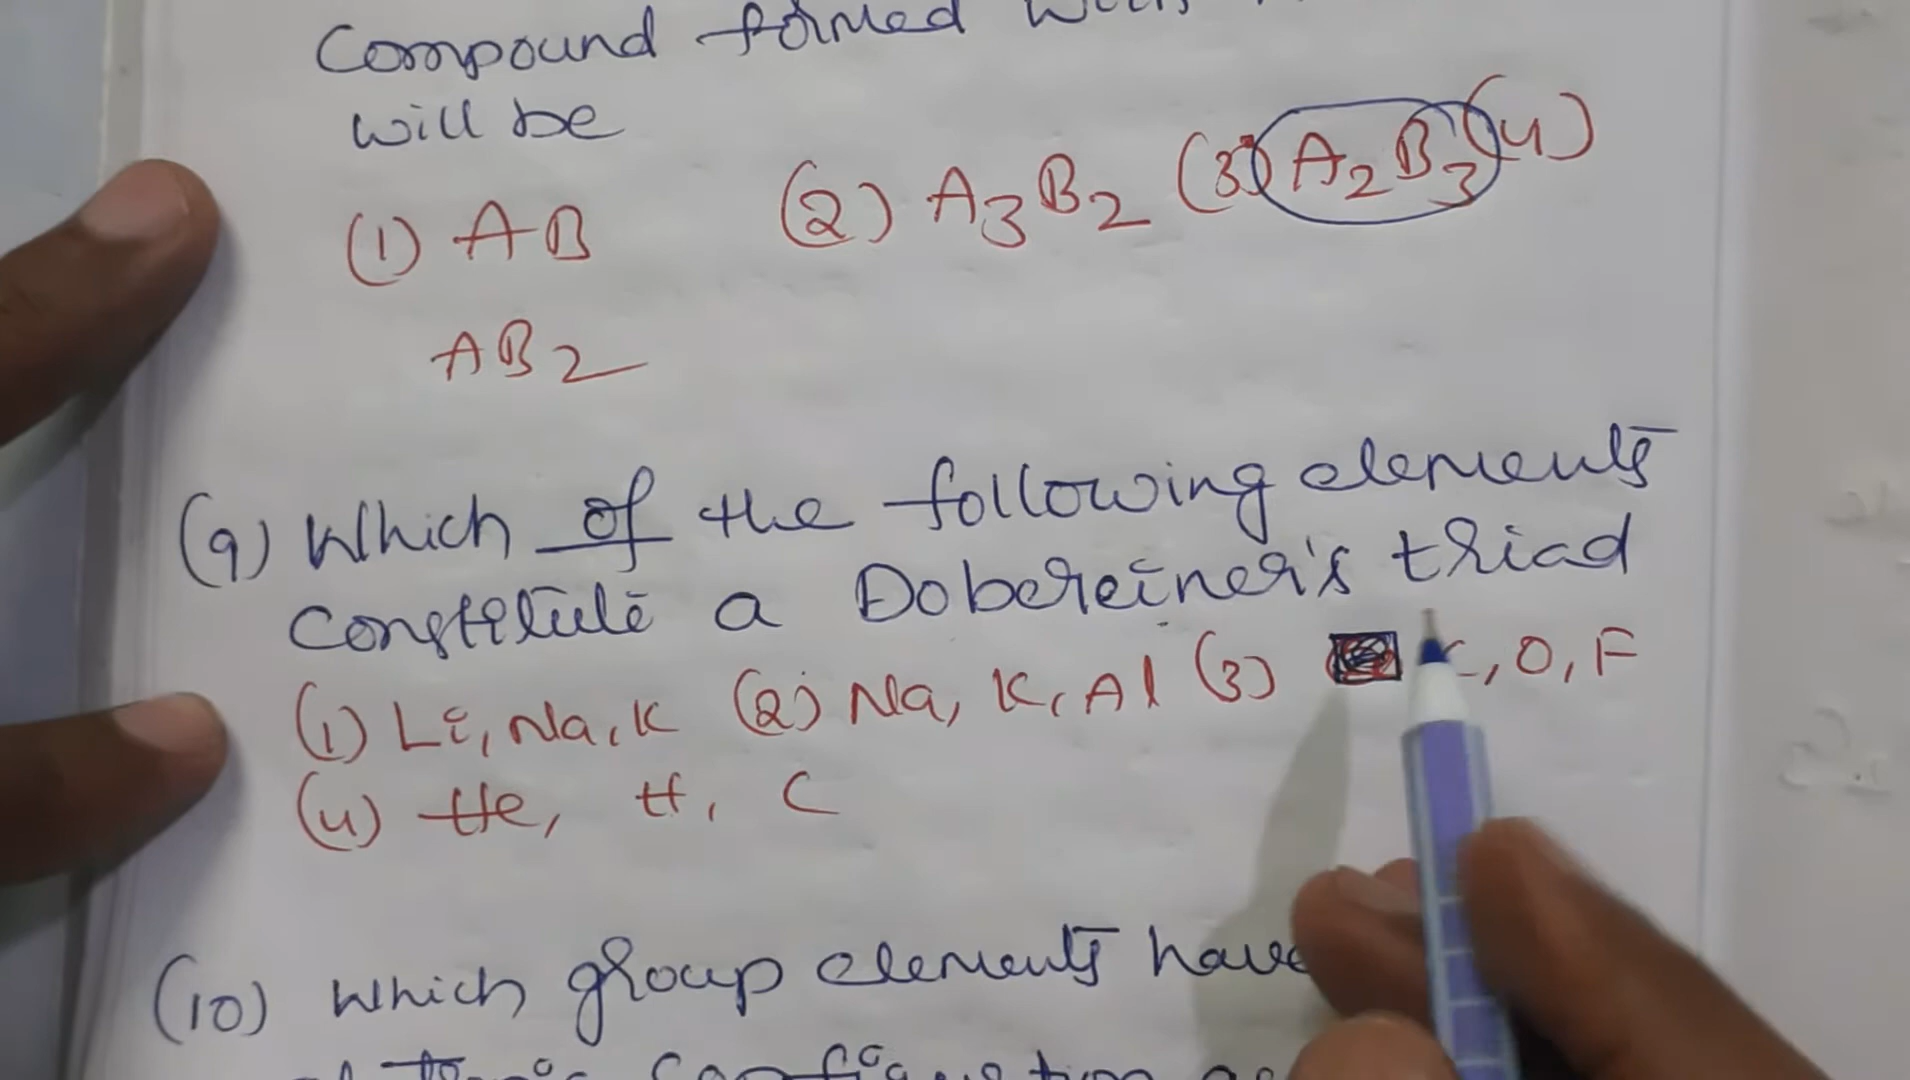 Compound formed
will be
(1) AB (2) A3B2 (3) A2B3 (4)
AB2
(9) Which of the following elements
constitute a Dobereiner's triad
(1) Li, Na, K (2) Na, K, Al (3) C, O, F
(4) He, H, C
(10) which group elements have